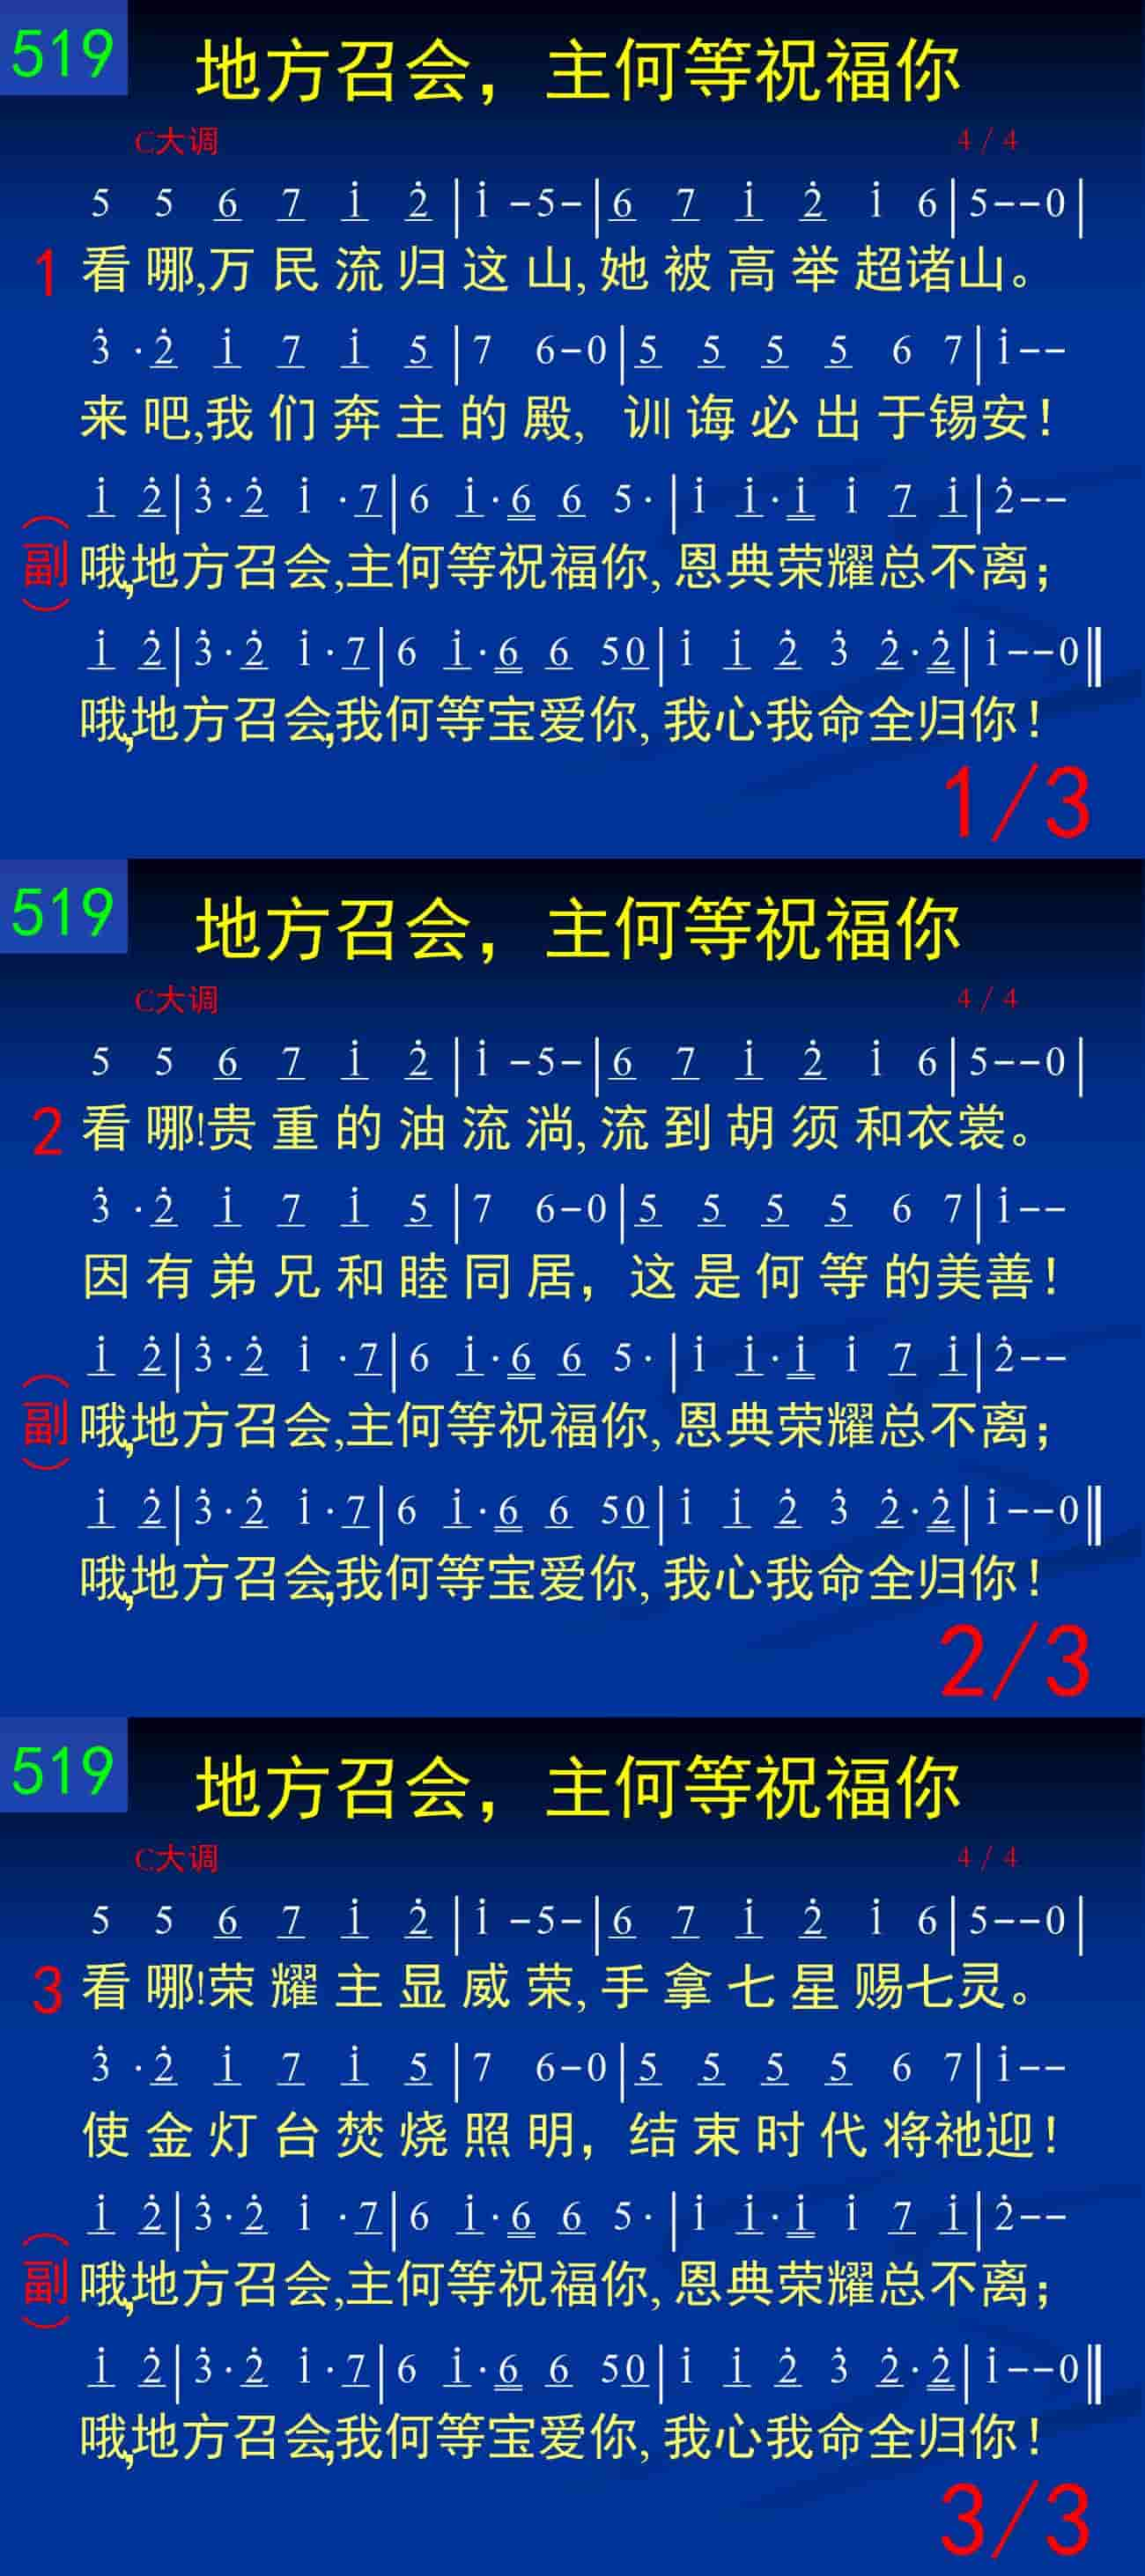 519
地方召会，主何等祝福你
C大调 4 / 4
5 5 6 7 i̇ 2̇ | i̇ -5- | 6 7 i̇ 2̇ i̇ 6 | 5--0 |
1 看哪,万民流归这山,她被高举超诸山。
3̇ ·2̇ i̇ 7 i̇ 5 | 7 6-0 | 5 5 5 5 6 7 | i̇--
来吧,我们奔主的殿, 训诲必出于锡安!
i̇ 2̇ | 3̇·2̇ i̇ ·7 | 6 i̇·6 6 5· | i̇ i̇·i̇ i̇ 7 i̇ | 2̇--
(副) 哦,地方召会,主何等祝福你,恩典荣耀总不离;
i̇ 2̇ | 3̇·2̇ i̇·7 | 6 i̇·6 6 50 | i̇ i̇ 2̇ 3̇ 2̇·2̇ | i̇--0 ‖
哦,地方召会,我何等宝爱你,我心我命全归你!
1/3
519
地方召会，主何等祝福你
C大调 4 / 4
5 5 6 7 i̇ 2̇ | i̇ -5- | 6 7 i̇ 2̇ i̇ 6 | 5--0 |
2 看哪!贵重的油流淌,流到胡须和衣裳。
3̇ ·2̇ i̇ 7 i̇ 5 | 7 6-0 | 5 5 5 5 6 7 | i̇--
因有弟兄和睦同居，这是何等的美善!
i̇ 2̇ | 3̇·2̇ i̇ ·7 | 6 i̇·6 6 5· | i̇ i̇·i̇ i̇ 7 i̇ | 2̇--
(副) 哦,地方召会,主何等祝福你,恩典荣耀总不离;
i̇ 2̇ | 3̇·2̇ i̇·7 | 6 i̇·6 6 50 | i̇ i̇ 2̇ 3̇ 2̇·2̇ | i̇--0 ‖
哦,地方召会,我何等宝爱你,我心我命全归你!
2/3
519
地方召会，主何等祝福你
C大调 4 / 4
5 5 6 7 i̇ 2̇ | i̇ -5- | 6 7 i̇ 2̇ i̇ 6 | 5--0 |
3 看哪!荣耀主显威荣,手拿七星赐七灵。
3̇ ·2̇ i̇ 7 i̇ 5 | 7 6-0 | 5 5 5 5 6 7 | i̇--
使金灯台焚烧照明，结束时代将祂迎!
i̇ 2̇ | 3̇·2̇ i̇ ·7 | 6 i̇·6 6 5· | i̇ i̇·i̇ i̇ 7 i̇ | 2̇--
(副) 哦,地方召会,主何等祝福你,恩典荣耀总不离;
i̇ 2̇ | 3̇·2̇ i̇·7 | 6 i̇·6 6 50 | i̇ i̇ 2̇ 3̇ 2̇·2̇ | i̇--0 ‖
哦,地方召会,我何等宝爱你,我心我命全归你!
3/3